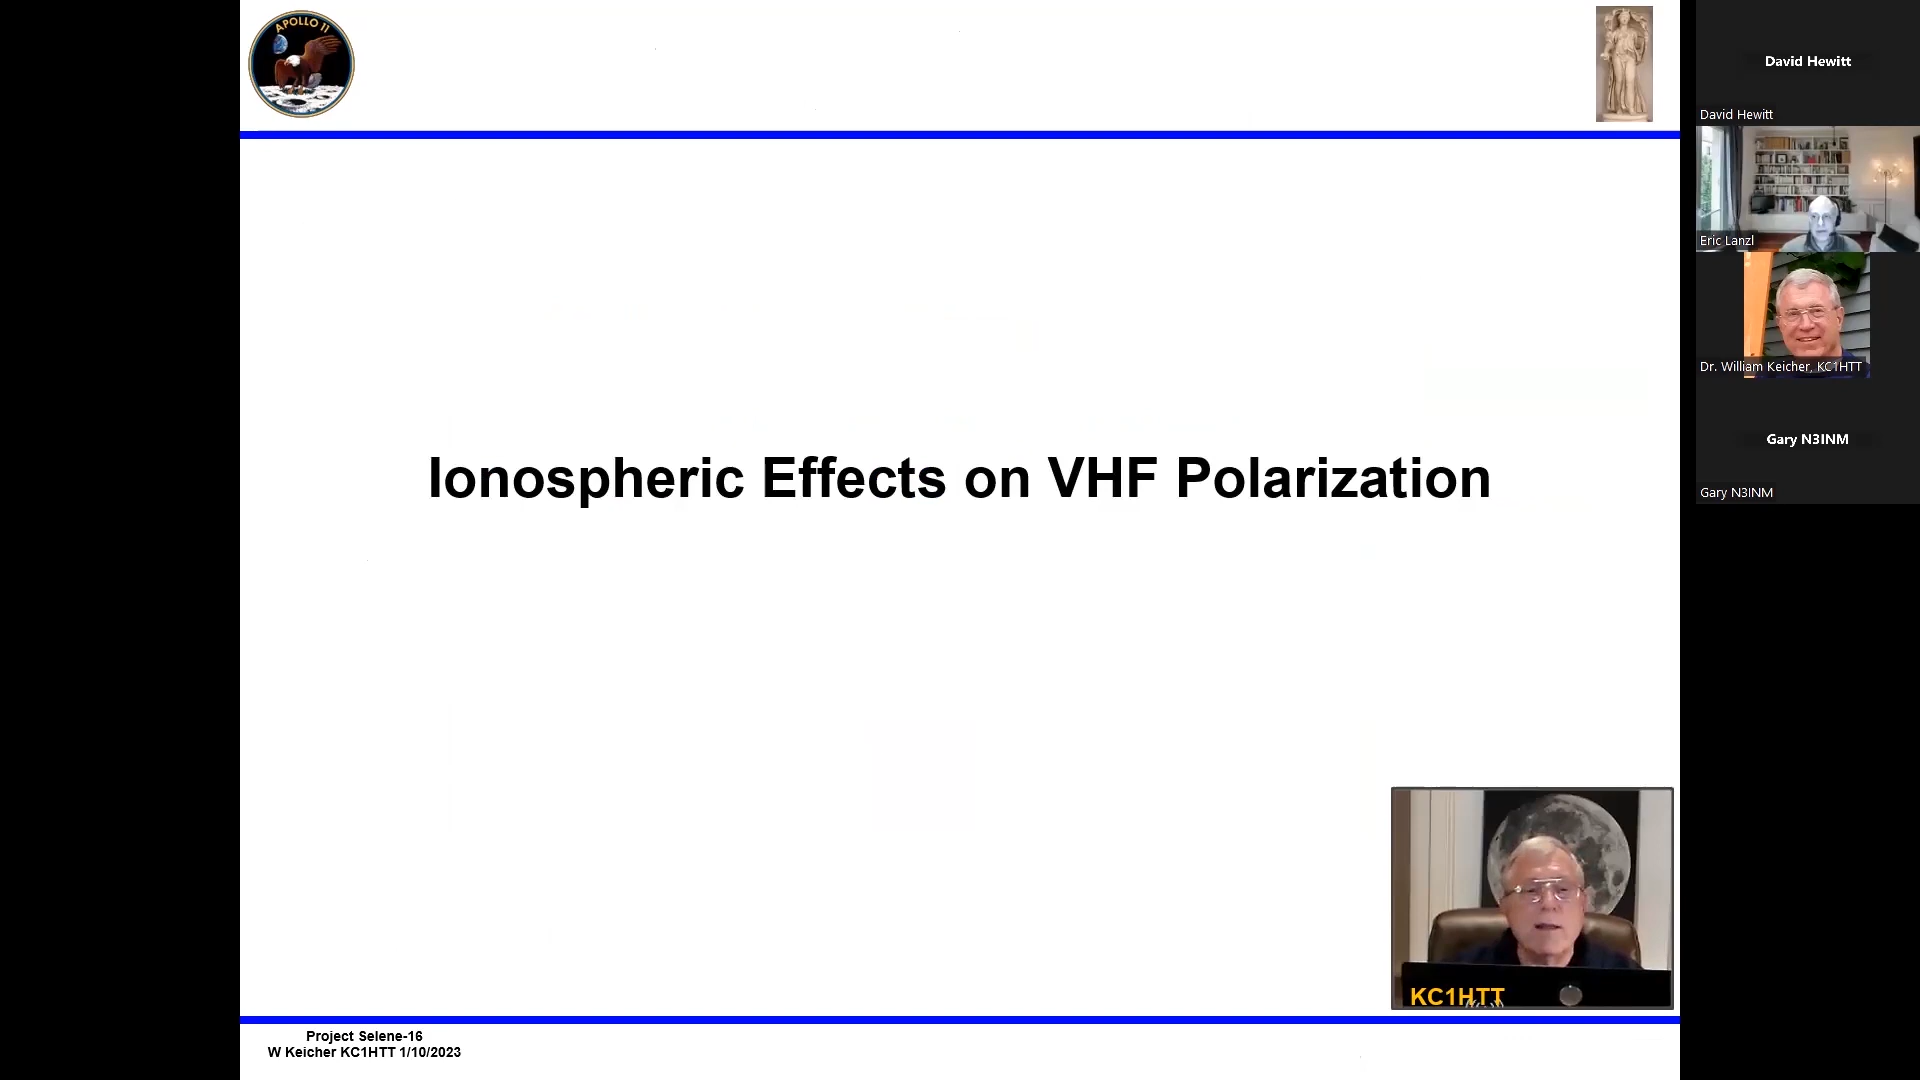 APOLLO 11
Ionospheric Effects on VHF Polarization
KC1HTT
Project Selene-16
W Keicher KC1HTT 1/10/2023
David Hewitt
David Hewitt
Eric Lanzl
Dr. William Keicher, KC1HTT
Gary N3INM
Gary N3INM